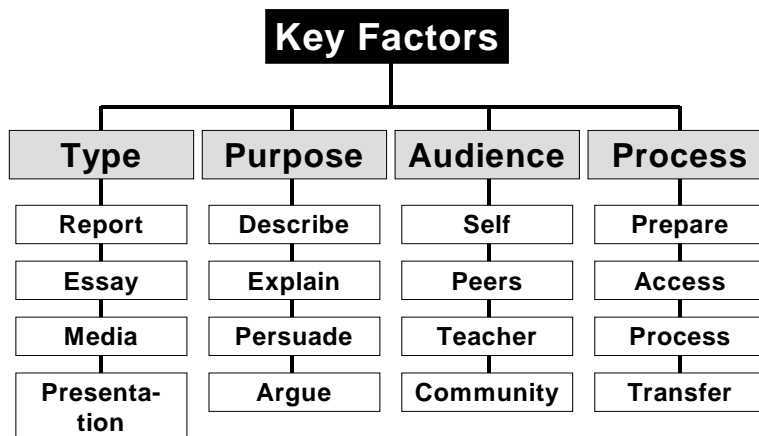 Key Factors
Type
Purpose
Audience
Process
Report
Describe
Self
Prepare
Essay
Explain
Peers
Access
Media
Persuade
Teacher
Process
Presenta-
tion
Argue
Community
Transfer